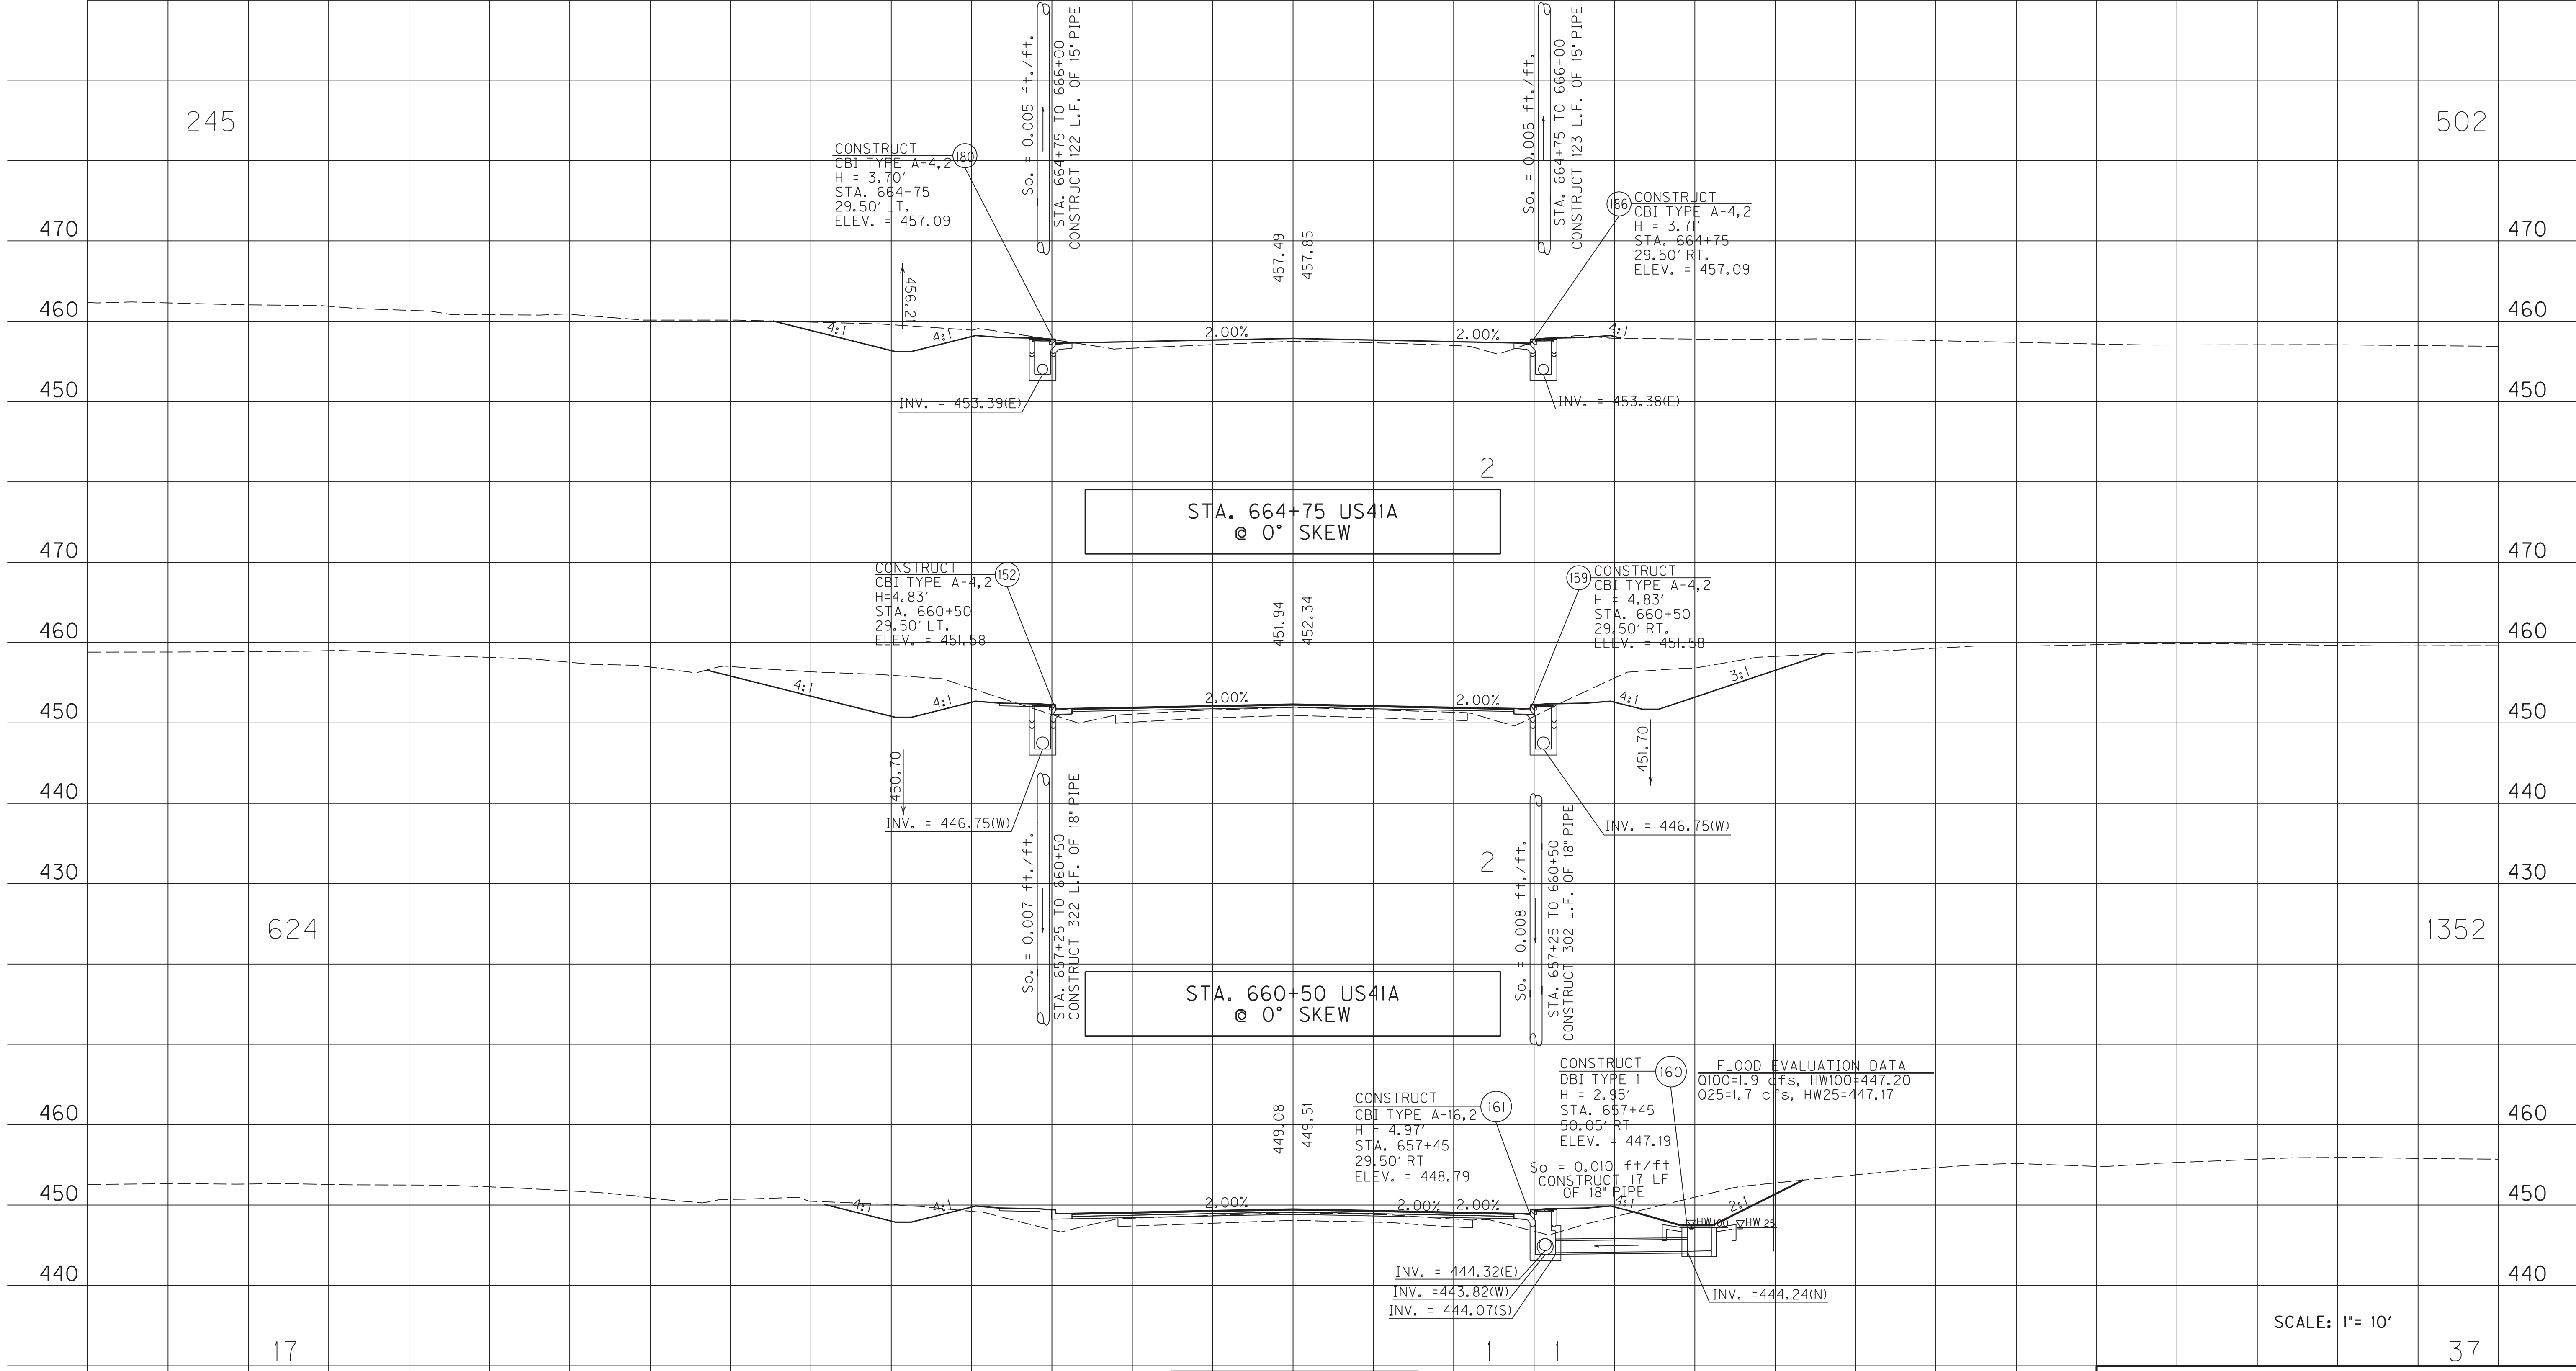 So. = 0.005 ft./ft.
STA. 664+75 TO 666+00
CONSTRUCT 122 L.F. OF 15" PIPE
So. = 0.005 ft./ft.
STA. 664+75 TO 666+00
CONSTRUCT 123 L.F. OF 15" PIPE
245
502
CONSTRUCT
CBI TYPE A-4,2
H = 3.70'
STA. 664+75
29.50' LT.
ELEV. = 457.09
180
186
CONSTRUCT
CBI TYPE A-4,2
H = 3.71'
STA. 664+75
29.50' RT.
ELEV. = 457.09
470
457.49
457.85
470
456.21
460
4:1
4:1
2.00%
2.00%
4:1
460
450
INV. = 453.39(E)
INV. = 453.38(E)
450
2
STA. 664+75 US41A
@ 0° SKEW
470
470
CONSTRUCT
CBI TYPE A-4,2
H=4.83'
STA. 660+50
29.50' LT.
ELEV. = 451.58
152
159
CONSTRUCT
CBI TYPE A-4,2
H = 4.83'
STA. 660+50
29.50' RT.
ELEV. = 451.58
451.94
452.34
460
460
4:1
4:1
2.00%
2.00%
4:1
3:1
450
450
450.70
451.70
440
440
INV. = 446.75(W)
INV. = 446.75(W)
So. = 0.007 ft./ft.
STA. 657+25 TO 660+50
CONSTRUCT 322 L.F. OF 18" PIPE
2
So. = 0.008 ft./ft.
STA. 657+25 TO 660+50
CONSTRUCT 302 L.F. OF 18" PIPE
430
430
624
1352
STA. 660+50 US41A
@ 0° SKEW
CONSTRUCT
DBI TYPE 1
H = 2.95'
STA. 657+45
50.05' RT
ELEV. = 447.19
160
FLOOD EVALUATION DATA
Q100=1.9 cfs, HW100=447.20
Q25=1.7 cfs, HW25=447.17
CONSTRUCT
CBI TYPE A-16,2
H = 4.97'
STA. 657+45
29.50' RT
ELEV. = 448.79
161
449.08
449.51
460
460
So = 0.010 ft/ft
CONSTRUCT 17 LF
OF 18" PIPE
450
4:1
4:1
2.00%
2.00%
2.00%
4:1
2:1
450
HW 100
HW 25
440
INV. = 444.32(E)
INV. =443.82(W)
INV. = 444.07(S)
INV. =444.24(N)
440
SCALE: 1"= 10'
17
1
1
37